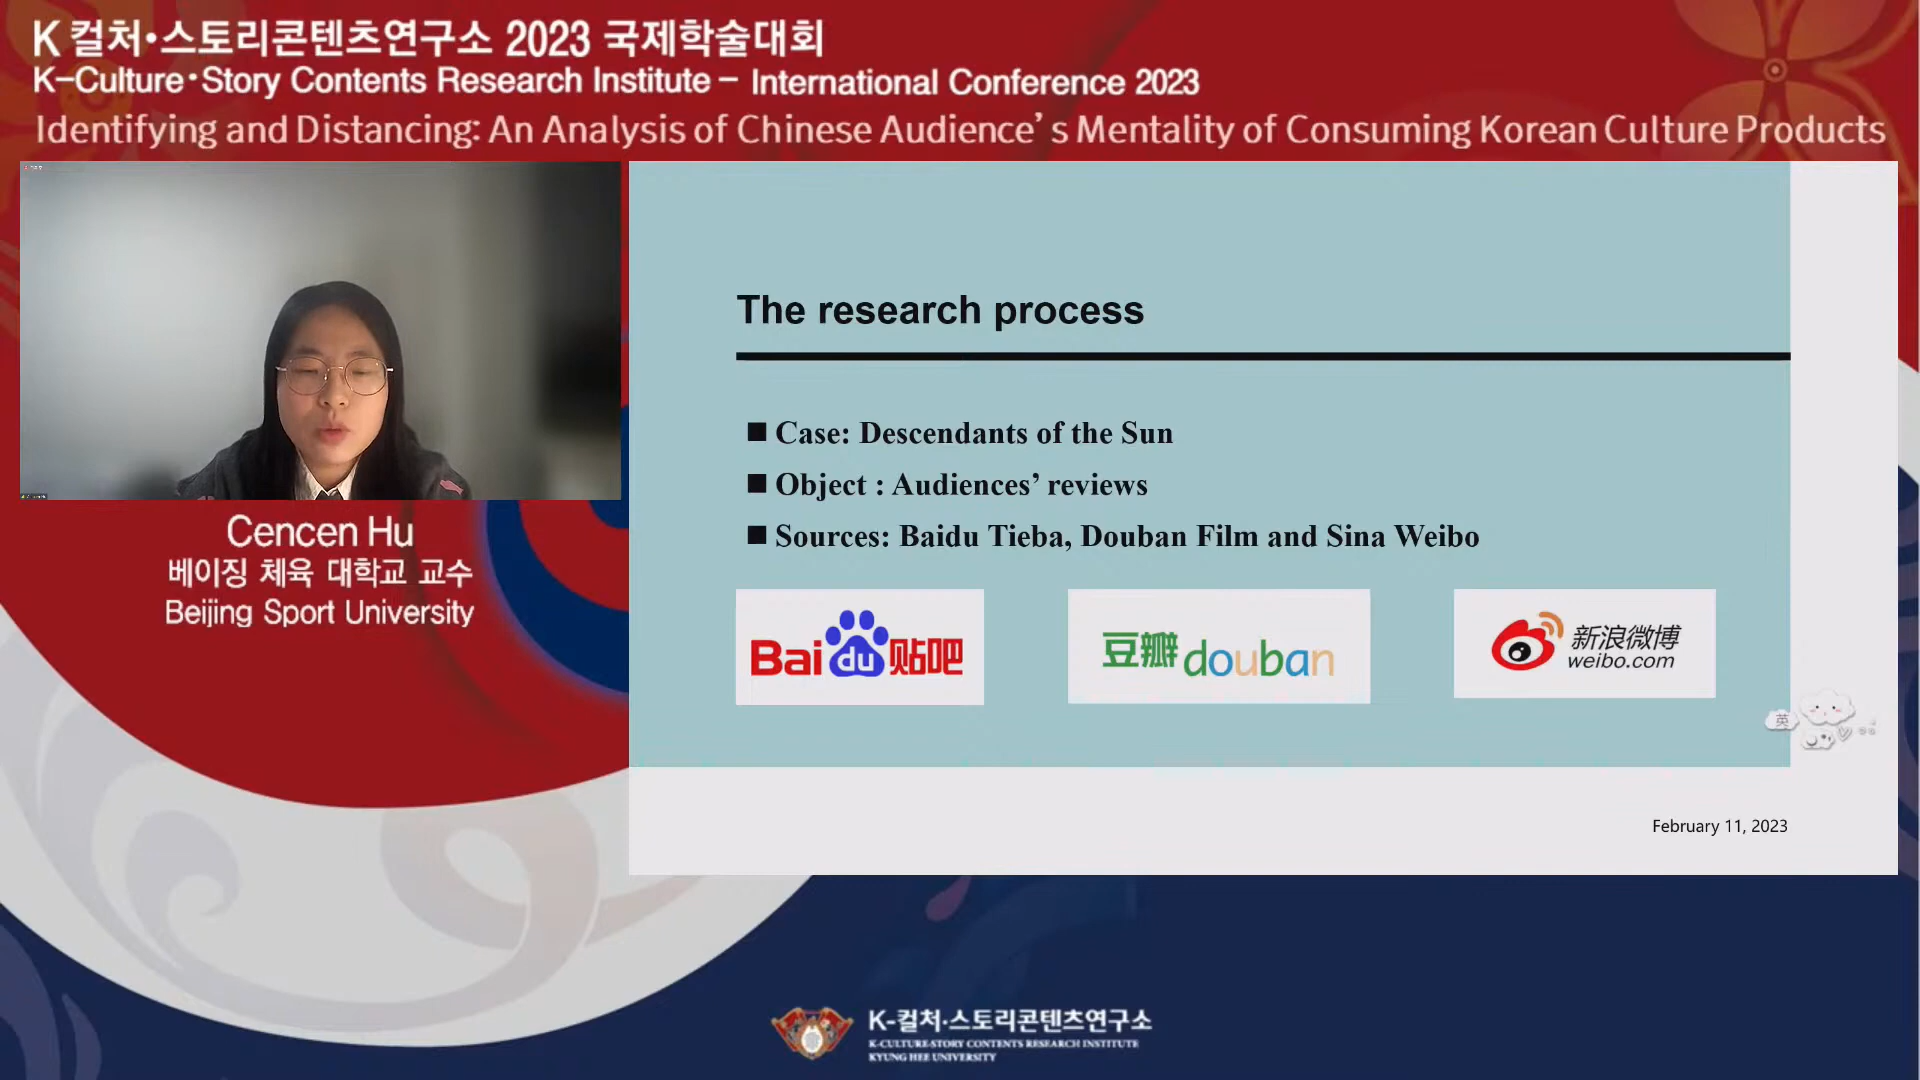 K 컬처•스토리콘텐츠연구소 2023 국제학술대회
K-Culture•Story Contents Research Institute - International Conference 2023
Identifying and Distancing: An Analysis of Chinese Audience’s Mentality of Consuming Korean Culture Products
Cencen Hu
베이징 체육 대학교 교수
Beijing Sport University
The research process
■ Case: Descendants of the Sun
■ Object : Audiences’ reviews
■ Sources: Baidu Tieba, Douban Film and Sina Weibo
Bai du 贴吧
豆瓣 douban
新浪微博
weibo.com
英
February 11, 2023
K-컬처•스토리콘텐츠연구소
K-CULTURE•STORY CONTENTS RESEARCH INSTITUTE
KYUNG HEE UNIVERSITY